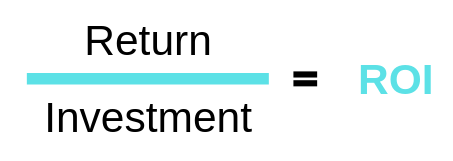 Return
Investment
= ROI